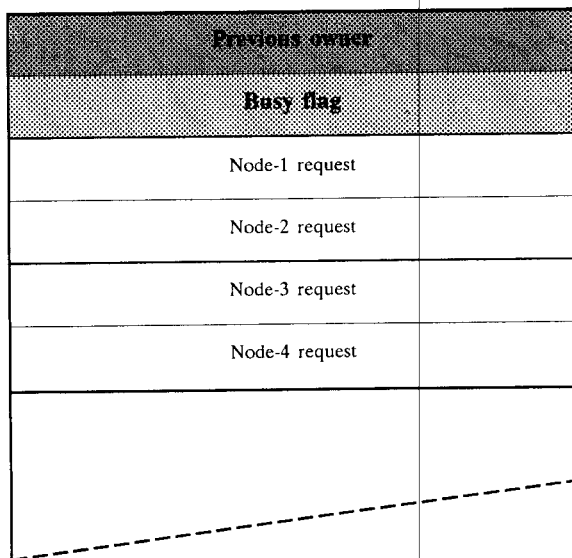 Previous owner
Busy flag
Node-1 request
Node-2 request
Node-3 request
Node-4 request